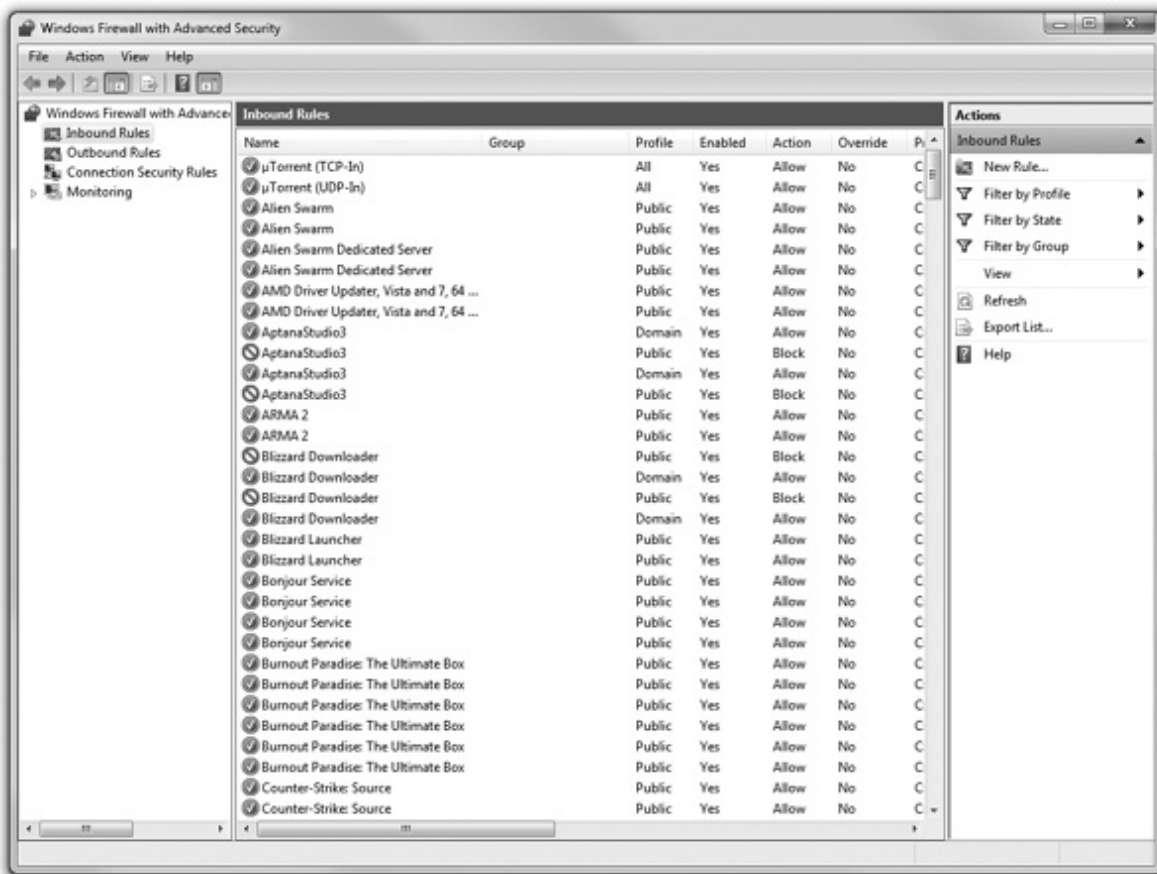 Windows Firewall with Advanced Security
File Action View Help
Windows Firewall with Advance
Inbound Rules
Outbound Rules
Connection Security Rules
Monitoring
Inbound Rules
Name Group Profile Enabled Action Override
µTorrent (TCP-In) All Yes Allow No C
µTorrent (UDP-In) All Yes Allow No C
Alien Swarm Public Yes Allow No C
Alien Swarm Public Yes Allow No C
Alien Swarm Dedicated Server Public Yes Allow No C
Alien Swarm Dedicated Server Public Yes Allow No C
AMD Driver Updater, Vista and 7, 64 ... Public Yes Allow No C
AMD Driver Updater, Vista and 7, 64 ... Public Yes Allow No C
AptanaStudio3 Domain Yes Allow No C
AptanaStudio3 Public Yes Block No C
AptanaStudio3 Domain Yes Allow No C
AptanaStudio3 Public Yes Block No C
ARMA 2 Public Yes Allow No C
ARMA 2 Public Yes Allow No C
Blizzard Downloader Public Yes Block No C
Blizzard Downloader Domain Yes Allow No C
Blizzard Downloader Public Yes Block No C
Blizzard Downloader Domain Yes Allow No C
Blizzard Launcher Public Yes Allow No C
Blizzard Launcher Public Yes Allow No C
Bonjour Service Public Yes Allow No C
Bonjour Service Public Yes Allow No C
Bonjour Service Public Yes Allow No C
Bonjour Service Public Yes Allow No C
Burnout Paradise: The Ultimate Box Public Yes Allow No C
Burnout Paradise: The Ultimate Box Public Yes Allow No C
Burnout Paradise: The Ultimate Box Public Yes Allow No C
Burnout Paradise: The Ultimate Box Public Yes Allow No C
Burnout Paradise: The Ultimate Box Public Yes Allow No C
Burnout Paradise: The Ultimate Box Public Yes Allow No C
Counter-Strike: Source Public Yes Allow No C
Counter-Strike: Source Public Yes Allow No C
Actions
Inbound Rules
New Rule...
Filter by Profile
Filter by State
Filter by Group
View
Refresh
Export List...
Help